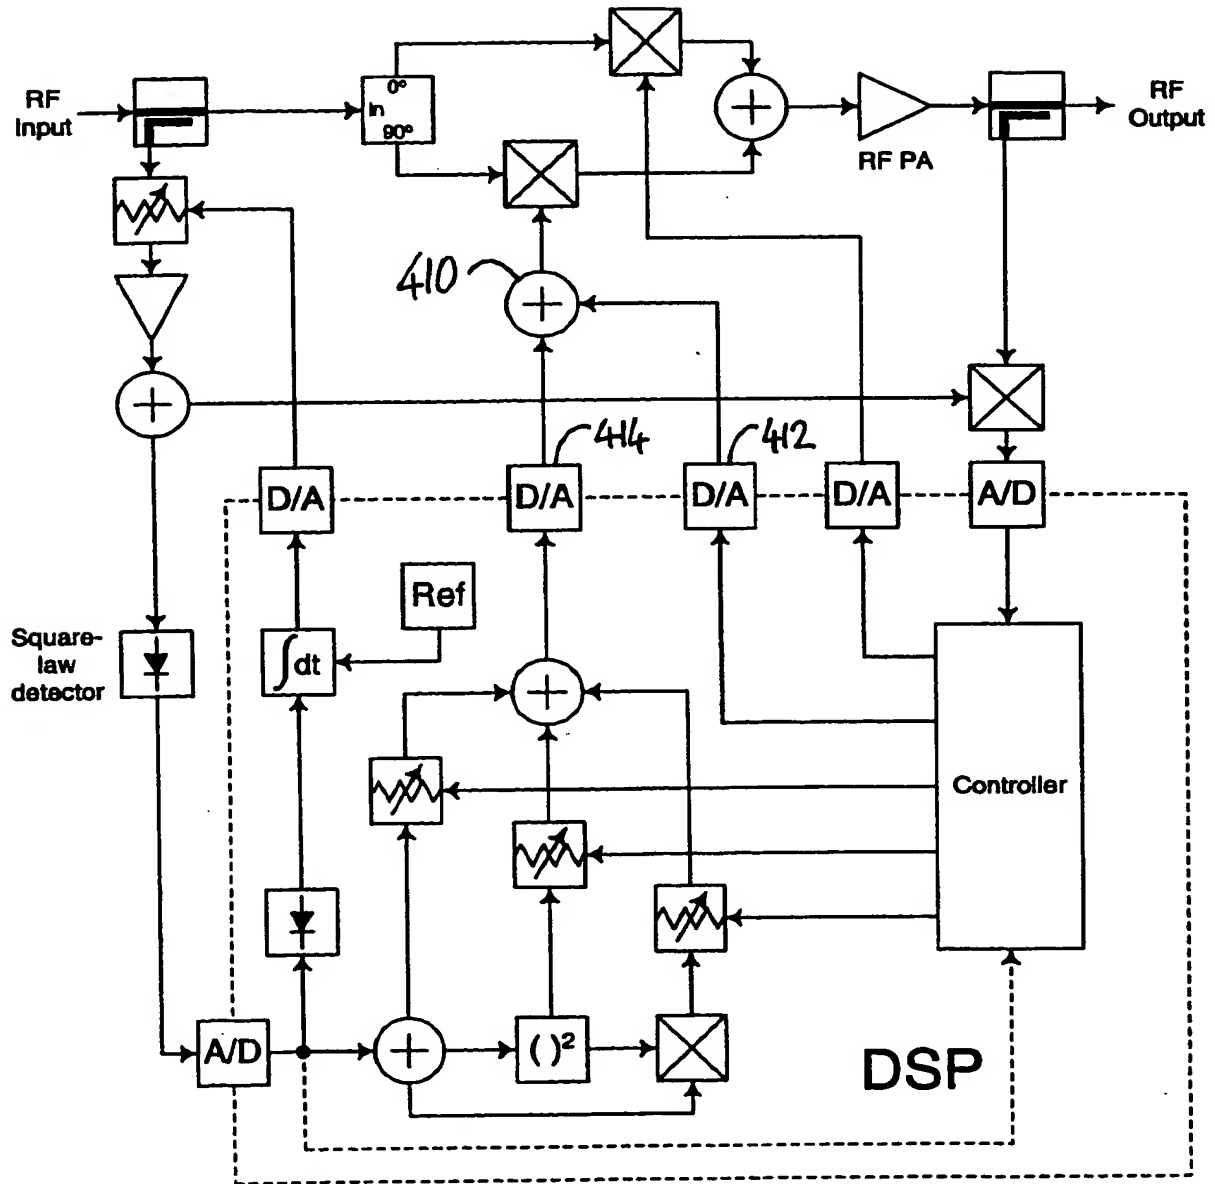 RF
Input
0°
In
90°
RF PA
RF
Output
410
414
412
D/A
D/A
D/A
D/A
A/D
Ref
Square-
law
detector
∫dt
Controller
A/D
( )²
DSP